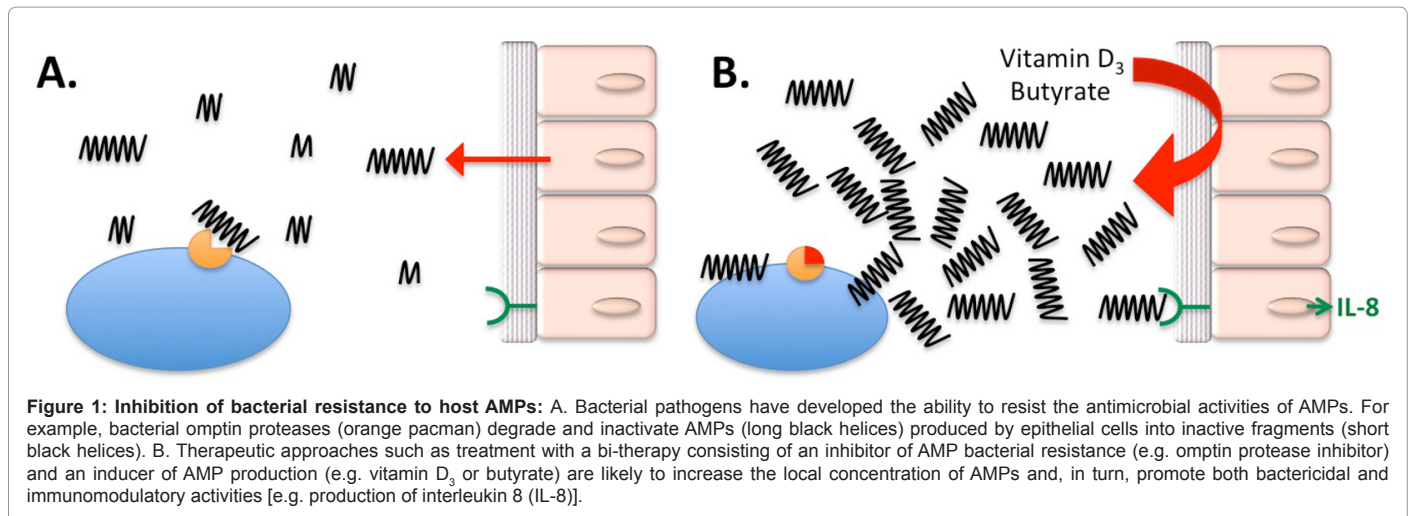 A.
B.
Vitamin D3
Butyrate
IL-8
Figure 1: Inhibition of bacterial resistance to host AMPs: A. Bacterial pathogens have developed the ability to resist the antimicrobial activities of AMPs. For
example, bacterial omptin proteases (orange pacman) degrade and inactivate AMPs (long black helices) produced by epithelial cells into inactive fragments (short
black helices). B. Therapeutic approaches such as treatment with a bi-therapy consisting of an inhibitor of AMP bacterial resistance (e.g. omptin protease inhibitor)
and an inducer of AMP production (e.g. vitamin D3 or butyrate) are likely to increase the local concentration of AMPs and, in turn, promote both bactericidal and
immunomodulatory activities [e.g. production of interleukin 8 (IL-8)].